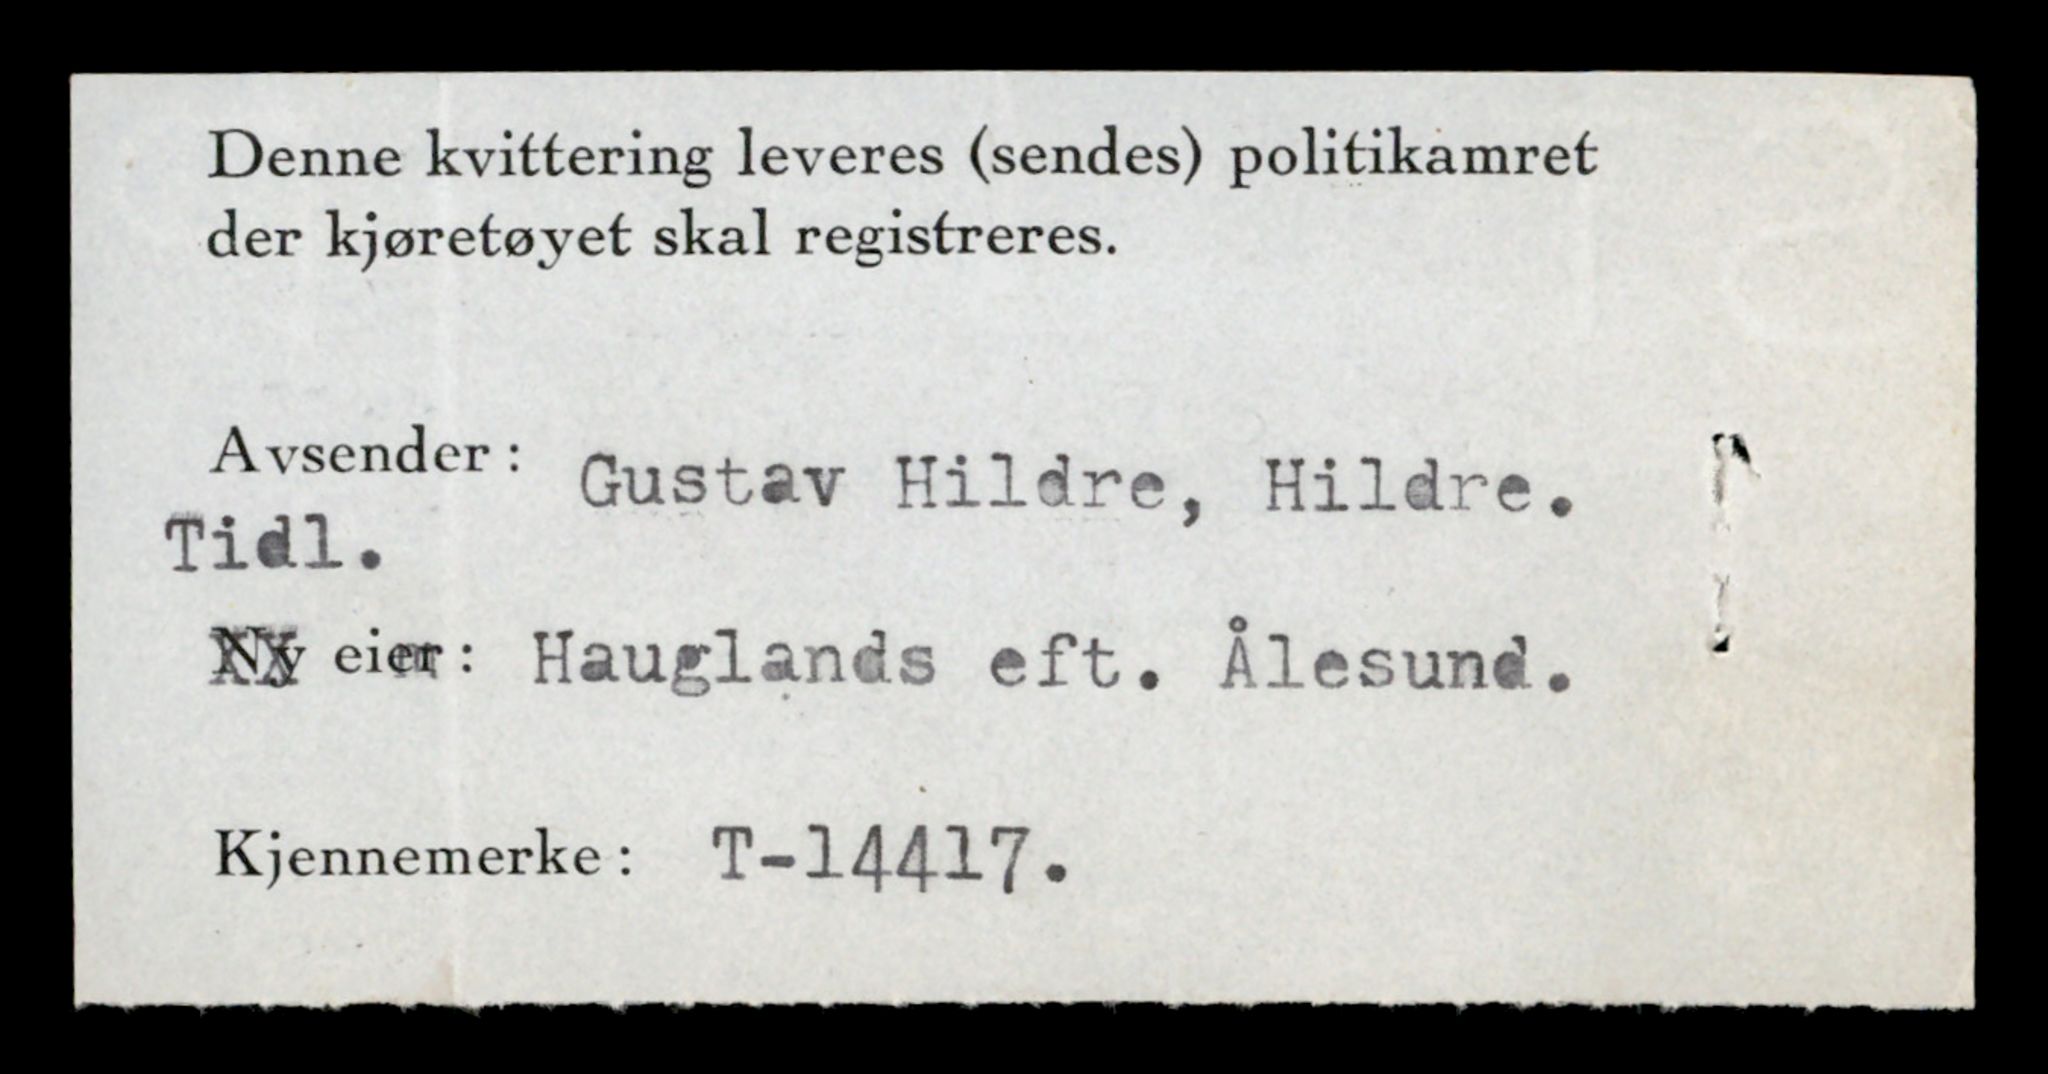 Denne kvittering leveres (sendes) politikamret
der kjøretøyet skal registreres.
Avsender: Gustav Hildre, Hildre.
Tidl.
Ny eier: Hauglands eft. Ålesund.
Kjennemerke: T-14417.